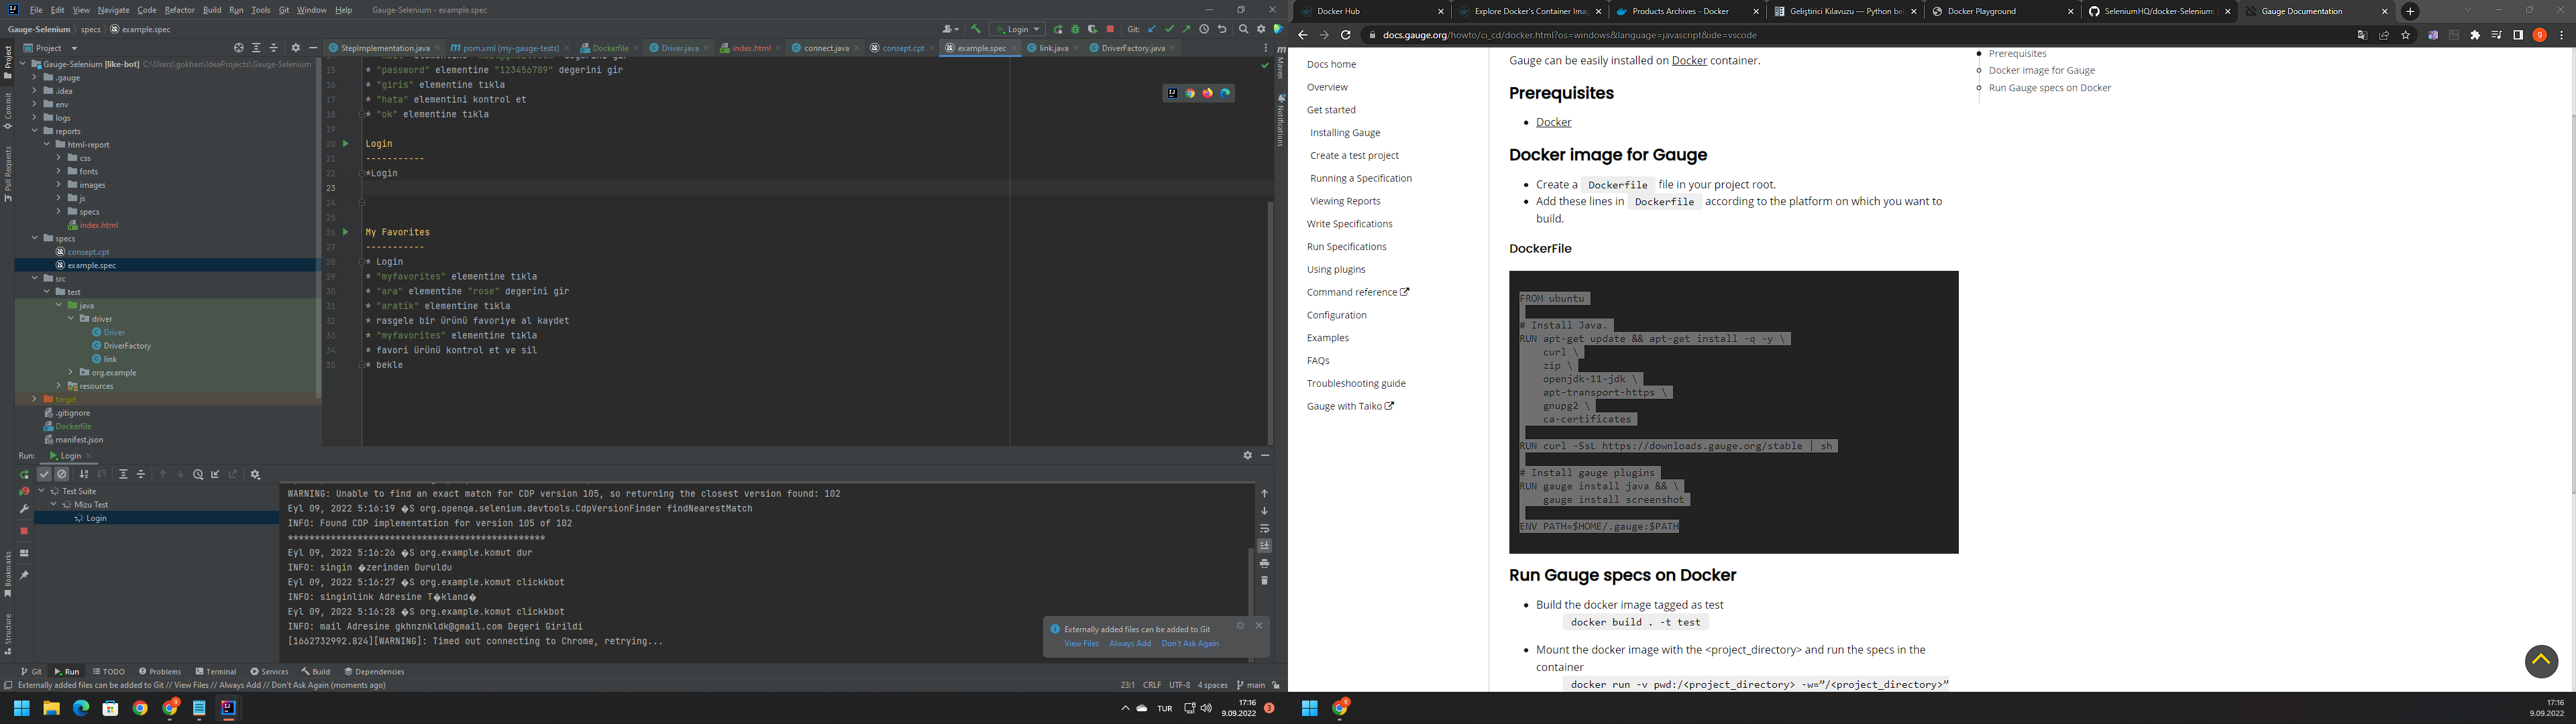 File Edit View Navigate Code Refactor Build Run Tools Git Window Help Gauge-Selenium - example.spec
Gauge-Selenium specs example.spec
Login Git:
Project
StepImplementation.java pom.xml (my-gauge-tests) Dockerfile Driver.java index.html connect.java consept.cpt example.spec link.java DriverFactory.java
Gauge-Selenium [like-bot] C:\Users\gokhan\IdeaProjects\Gauge-Selenium
.gauge
.idea
env
logs
reports
html-report
css
fonts
images
js
specs
index.html
specs
consept.cpt
example.spec
src
test
java
driver
Driver
DriverFactory
link
org.example
resources
target
.gitignore
Dockerfile
manifest.json
Project
Commit
Pull Requests
Bookmarks
Structure
Maven
Notifications
15 * "password" elementine "123456789" degerini gir
16 * "giris" elementine tıkla
17 * "hata" elementini kontrol et
18 * "ok" elementine tıkla
19
20 Login
21 -----------
22 *Login
23
24
25
26 My Favorites
27 -----------
28 * Login
29 * "myfavorites" elementine tıkla
30 * "ara" elementine "rose" degerini gir
31 * "aratik" elementine tıkla
32 * rasgele bir ürünü favoriye al kaydet
33 * "myfavorites" elementine tıkla
34 * favori ürünü kontrol et ve sil
35 * bekle
Run: Login
Test Suite
Mizu Test
Login
WARNING: Unable to find an exact match for CDP version 105, so returning the closest version found: 102
Eyl 09, 2022 5:16:19 �S org.openqa.selenium.devtools.CdpVersionFinder findNearestMatch
INFO: Found CDP implementation for version 105 of 102
************************************************
Eyl 09, 2022 5:16:26 �S org.example.komut dur
INFO: singin �zerinden Duruldu
Eyl 09, 2022 5:16:27 �S org.example.komut clickkbot
INFO: singinlink Adresine T�kland�
Eyl 09, 2022 5:16:28 �S org.example.komut clickkbot
INFO: mail Adresine gkhnznkldk@gmail.com Degeri Girildi
[1662732992.824][WARNING]: Timed out connecting to Chrome, retrying...
Externally added files can be added to Git
View Files Always Add Don't Ask Again
Git Run TODO Problems Terminal Services Build Dependencies
Externally added files can be added to Git // View Files // Always Add // Don't Ask Again (moments ago)
23:1 CRLF UTF-8 4 spaces main
TUR
17:16
9.09.2022
3
Docker Hub
Explore Docker's Container Imag
Products Archives - Docker
Geliştirici Kılavuzu — Python bel
Docker Playground
SeleniumHQ/docker-Selenium:
Gauge Documentation
docs.gauge.org/howto/ci_cd/docker.html?os=windows&language=javascript&ide=vscode
Docs home
Overview
Get started
Installing Gauge
Create a test project
Running a Specification
Viewing Reports
Write Specifications
Run Specifications
Using plugins
Command reference
Configuration
Examples
FAQs
Troubleshooting guide
Gauge with Taiko
Gauge can be easily installed on Docker container.
Prerequisites
Docker
Docker image for Gauge
Create a Dockerfile file in your project root.
Add these lines in Dockerfile according to the platform on which you want to
build.
DockerFile
FROM ubuntu
# Install Java.
RUN apt-get update && apt-get install -q -y \
curl \
zip \
openjdk-11-jdk \
apt-transport-https \
gnupg2 \
ca-certificates
RUN curl -SsL https://downloads.gauge.org/stable | sh
# Install gauge plugins
RUN gauge install java && \
gauge install screenshot
ENV PATH=$HOME/.gauge:$PATH
Run Gauge specs on Docker
Build the docker image tagged as test
docker build . -t test
Mount the docker image with the <project_directory> and run the specs in the
container
docker run -v pwd:/<project_directory> -w="/<project_directory>"
Prerequisites
Docker image for Gauge
Run Gauge specs on Docker
17:16
9.09.2022